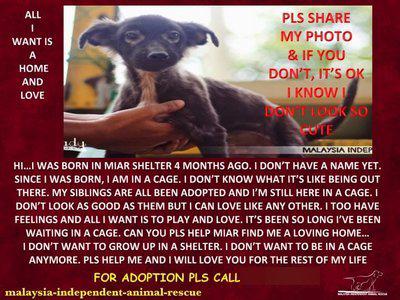 ALL
I
WANT IS
A
HOME
AND
LOVE
PLS SHARE
MY PHOTO
& IF YOU
DON'T, IT'S OK
I KNOW I
DON'T LOOK SO
CUTE
MALAYSIA INDEP
HI...I WAS BORN IN MIAR SHELTER 4 MONTHS AGO. I DON'T HAVE A NAME YET.
SINCE I WAS BORN, I AM IN A CAGE. I DON'T KNOW WHAT IT'S LIKE BEING OUT
THERE. MY SIBLINGS ARE ALL BEEN ADOPTED AND I'M STILL HERE IN A CAGE. I
DON'T LOOK AS GOOD AS THEM BUT I CAN LOVE LIKE ANY OTHER. I TOO HAVE
FEELINGS AND ALL I WANT IS TO PLAY AND LOVE. IT'S BEEN SO LONG I'VE BEEN
WAITING IN A CAGE. CAN YOU PLS HELP MIAR FIND ME A LOVING HOME...
I DON'T WANT TO GROW UP IN A SHELTER. I DON'T WANT TO BE IN A CAGE
ANYMORE. PLS HELP ME AND I WILL LOVE YOU FOR THE REST OF MY LIFE
FOR ADOPTION PLS CALL
malaysia-independent-animal-rescue